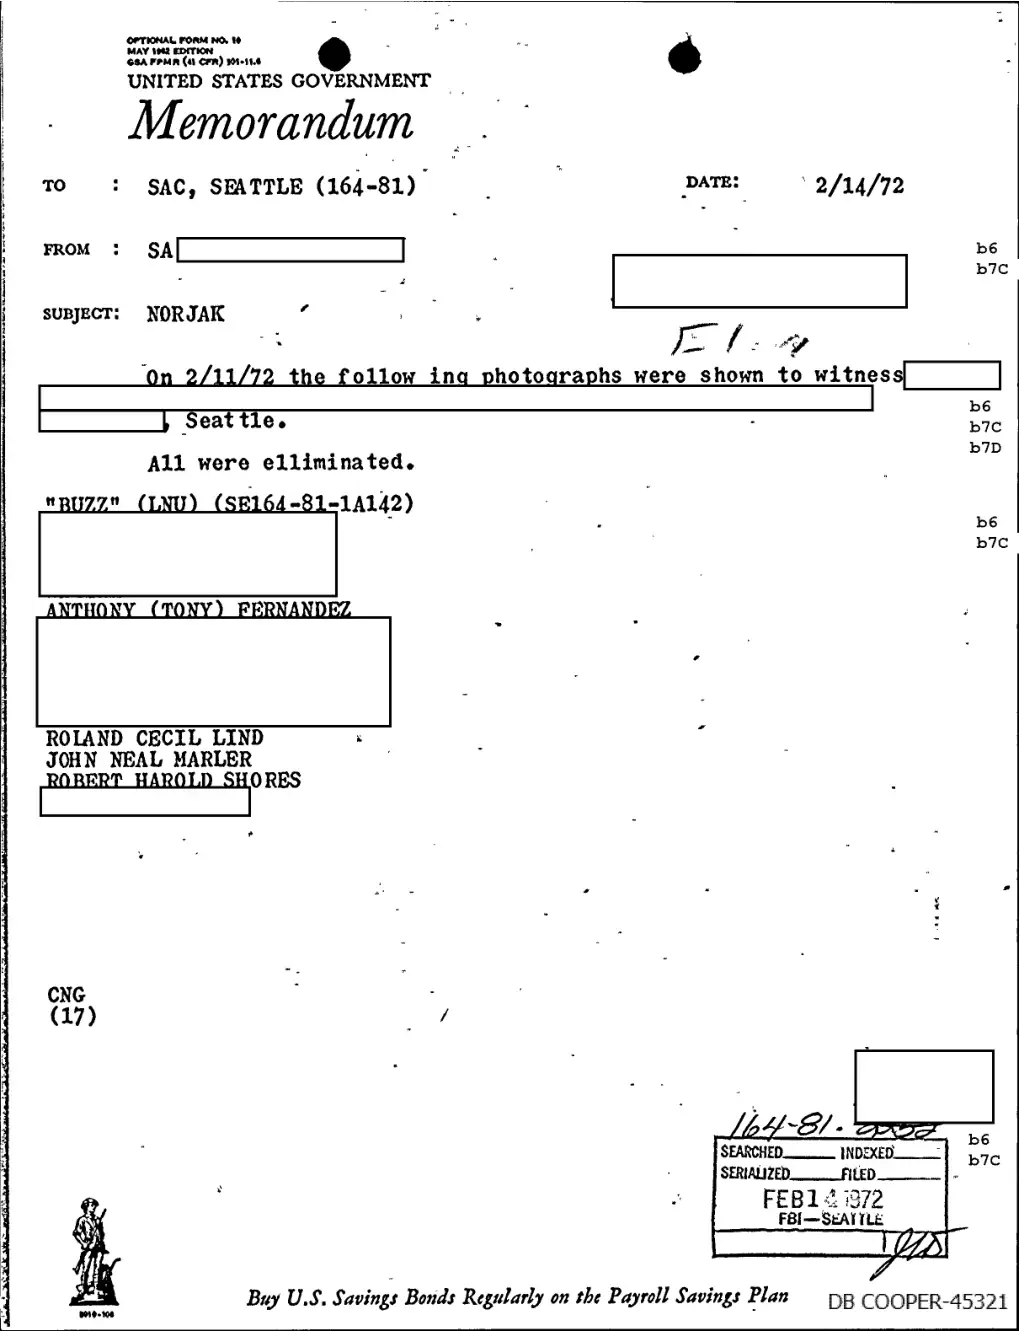 OPTIONAL FORM NO. 10
MAY 1962 EDITION
GSA FPMR (41 CFR) 101-11.6
UNITED STATES GOVERNMENT
Memorandum
TO : SAC, SEATTLE (164-81)
DATE: 2/14/72
FROM : SA
b6
b7C
SUBJECT: NORJAK
On 2/11/72 the follow ing photographs were shown to witness
b6
, Seattle.
b7C
b7D
All were elliminated.
"BUZZ" (LNU) (SE164-81-1A142)
b6
b7C
ANTHONY (TONY) FERNANDEZ
ROLAND CECIL LIND
JOHN NEAL MARLER
ROBERT HAROLD SHORES
CNG
(17)
164-81-
b6
b7C
SEARCHED INDEXED
SERIALIZED FILED
FEB 14 1972
FBI—SEATTLE
5010-108
Buy U.S. Savings Bonds Regularly on the Payroll Savings Plan
DB COOPER-45321